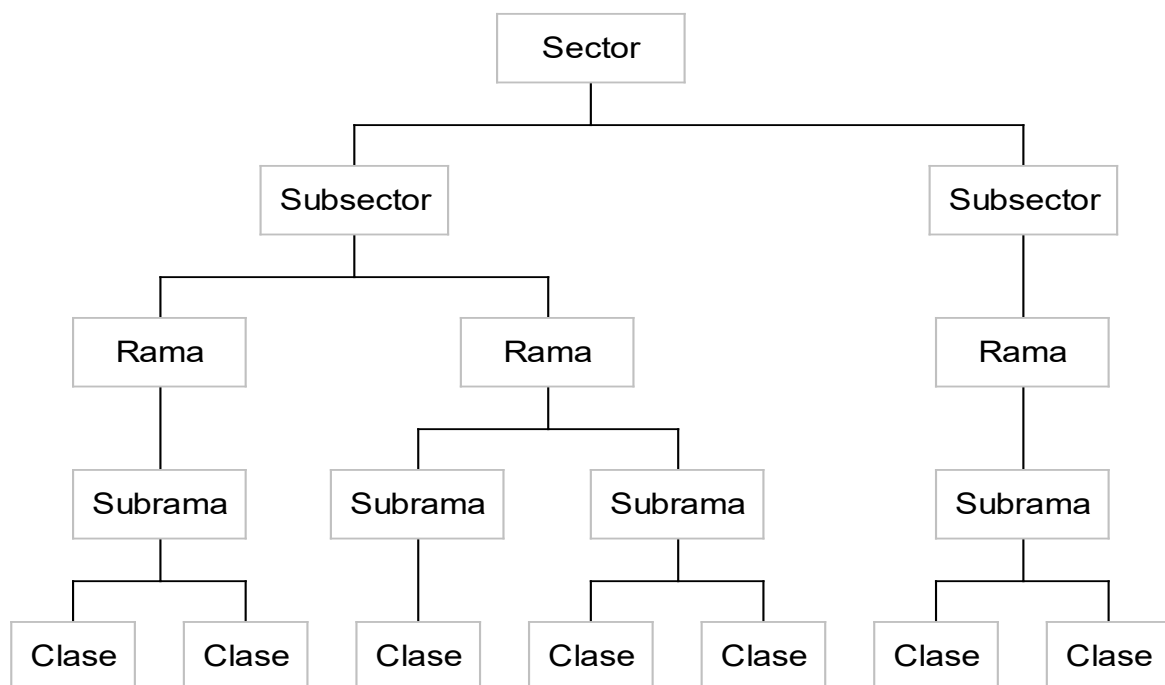 Sector
Subsector Subsector
Rama Rama Rama
Subrama Subrama Subrama Subrama
Clase Clase Clase Clase Clase Clase Clase